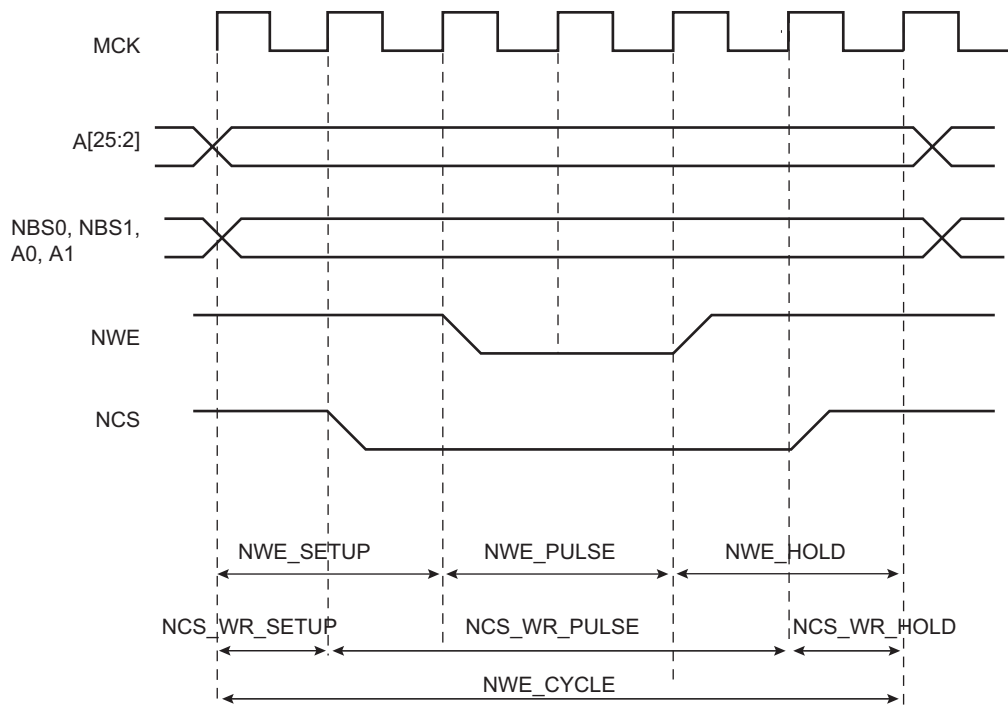 MCK
A[25:2]
NBS0, NBS1,
A0, A1
NWE
NCS
NWE_SETUP
NWE_PULSE
NWE_HOLD
NCS_WR_SETUP
NCS_WR_PULSE
NCS_WR_HOLD
NWE_CYCLE